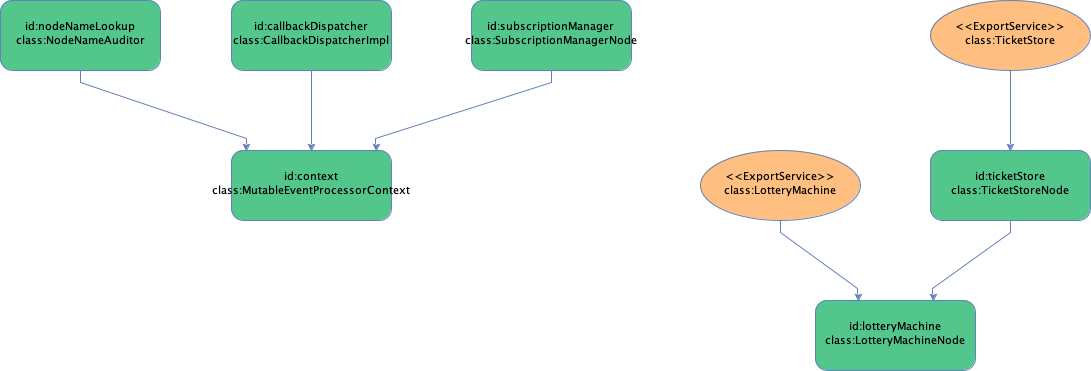 id:nodeNameLookup
class:NodeNameAuditor
id:callbackDispatcher
class:CallbackDispatcherImpl
id:subscriptionManager
class:SubscriptionManagerNode
<<ExportService>>
class:TicketStore
id:context
class:MutableEventProcessorContext
<<ExportService>>
class:LotteryMachine
id:ticketStore
class:TicketStoreNode
id:lotteryMachine
class:LotteryMachineNode